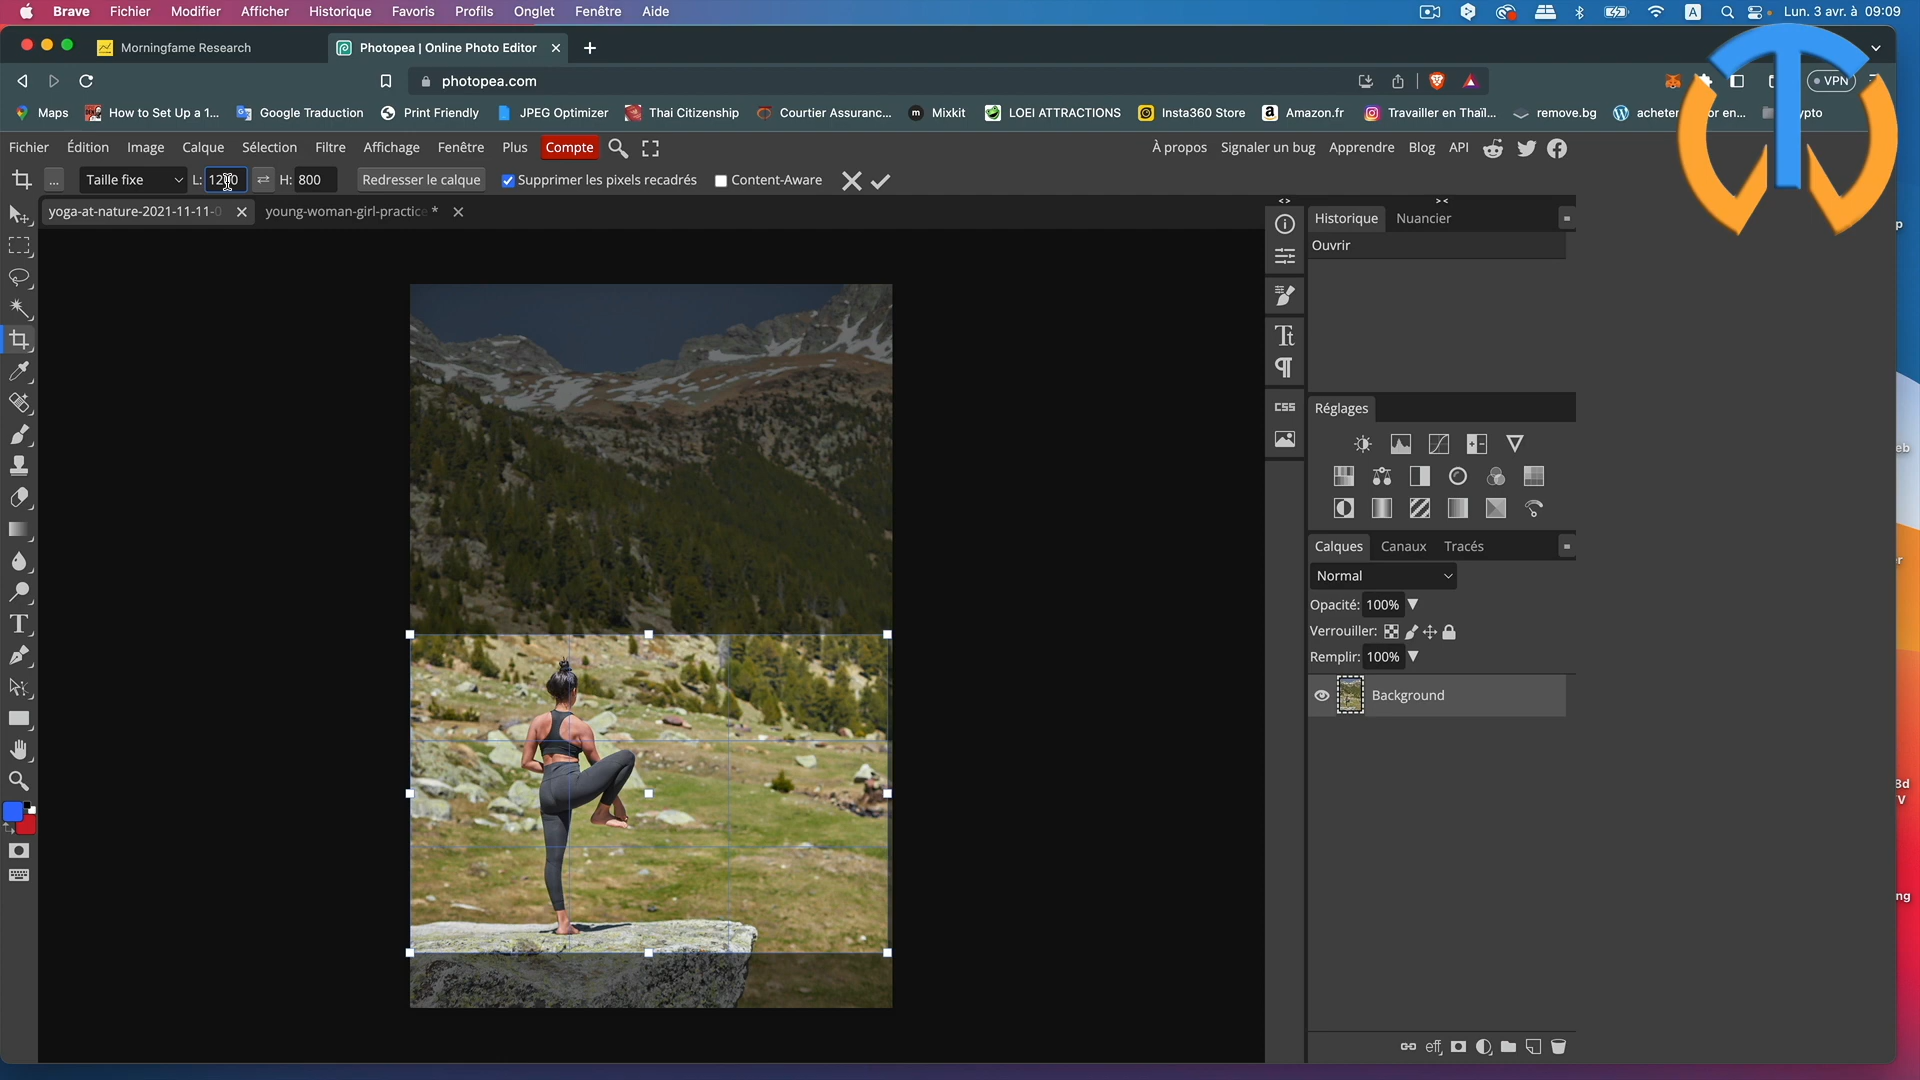 Brave Fichier Modifier Afficher Historique Favoris Profils Onglet Fenêtre Aide A Lun. 3 avr. à 09:09
Morningfame Research Photopea | Online Photo Editor
photopea.com VPN
Maps How to Set Up a 1... Google Traduction Print Friendly JPEG Optimizer Thai Citizenship Courtier Assuranc... Mixkit LOEI ATTRACTIONS Insta360 Store Amazon.fr Travailler en Thaïl... remove.bg
Fichier Édition Image Calque Sélection Filtre Affichage Fenêtre Plus Compte À propos Signaler un bug Apprendre Blog API
... Taille fixe L: 1200 H: 800 Redresser le calque Supprimer les pixels recadrés Content-Aware
yoga-at-nature-2021-11-11-0 young-woman-girl-practice *
Historique Nuancier
Ouvrir
CSS
Réglages
Calques Canaux Tracés
Normal
Opacité: 100%
Verrouiller:
Remplir: 100%
Background
eff